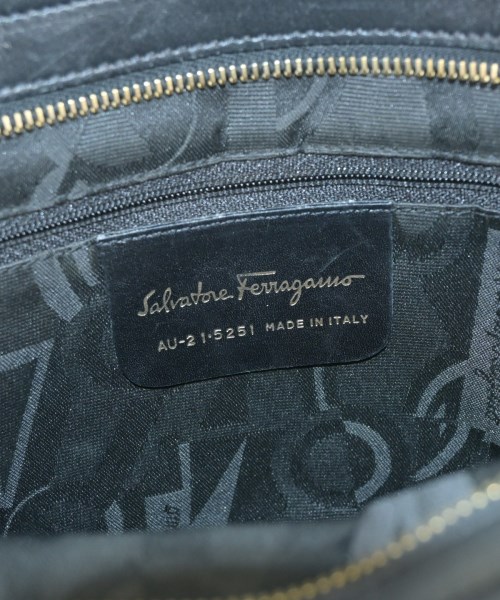 Salvatore Ferragamo
AU-21·5251 MADE IN ITALY